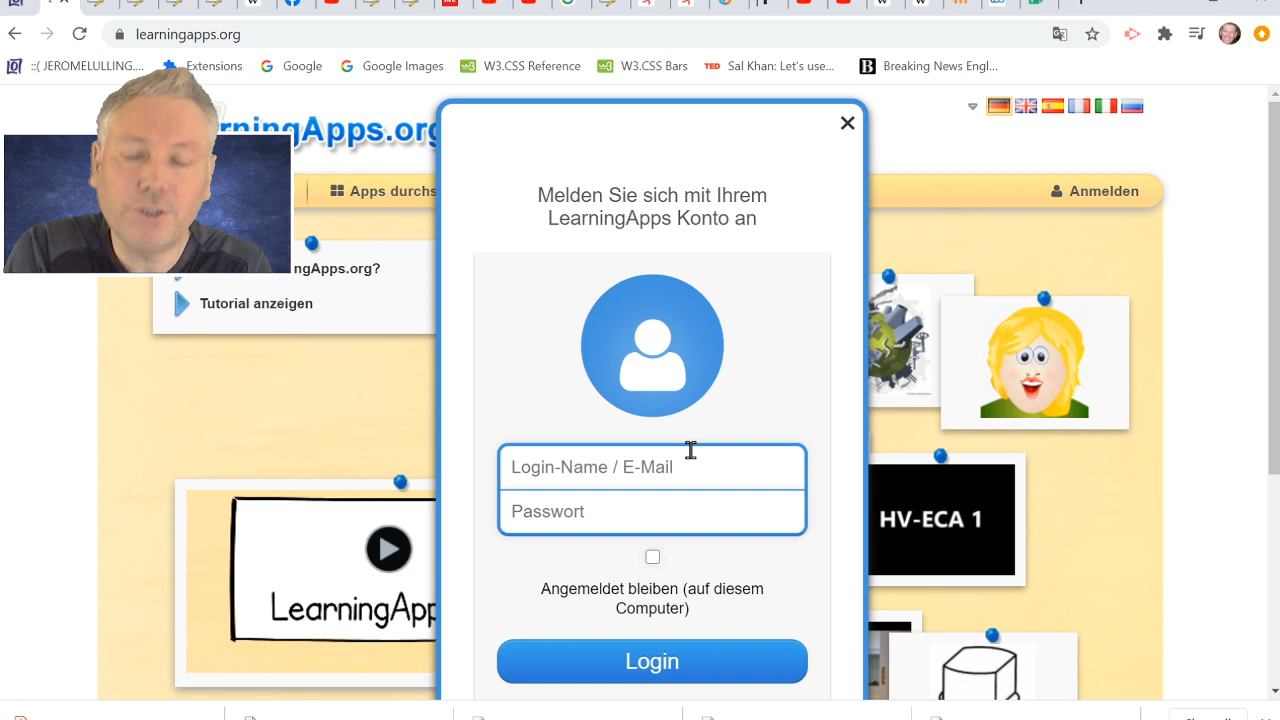 learningapps.org
::( JEROMELULLING.... Extensions Google Google Images W3.CSS Reference W3.CSS Bars TED Sal Khan: Let's use... B Breaking News Engl...
rningApps.org
Apps durchs
Anmelden
Melden Sie sich mit Ihrem
LearningApps Konto an
ngApps.org?
Tutorial anzeigen
Login-Name / E-Mail
Passwort
HV-ECA 1
Angemeldet bleiben (auf diesem
Computer)
LearningAp
Login